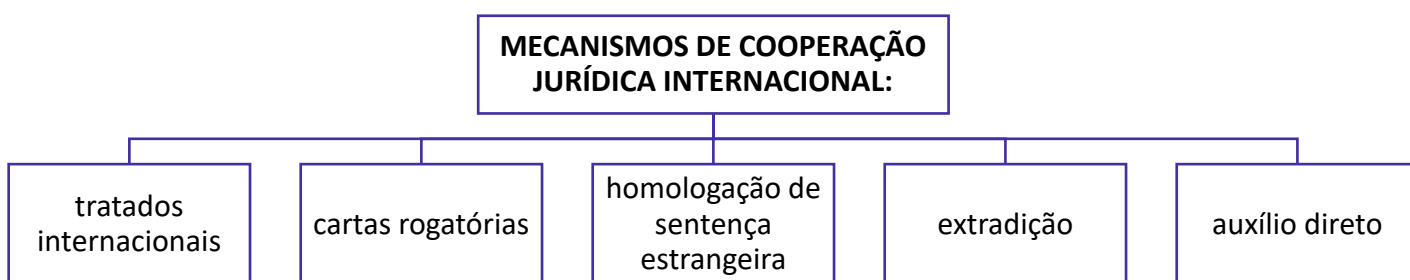 MECANISMOS DE COOPERAÇÃO
JURÍDICA INTERNACIONAL:
tratados
internacionais
cartas rogatórias
homologação de
sentença
estrangeira
extradição
auxílio direto